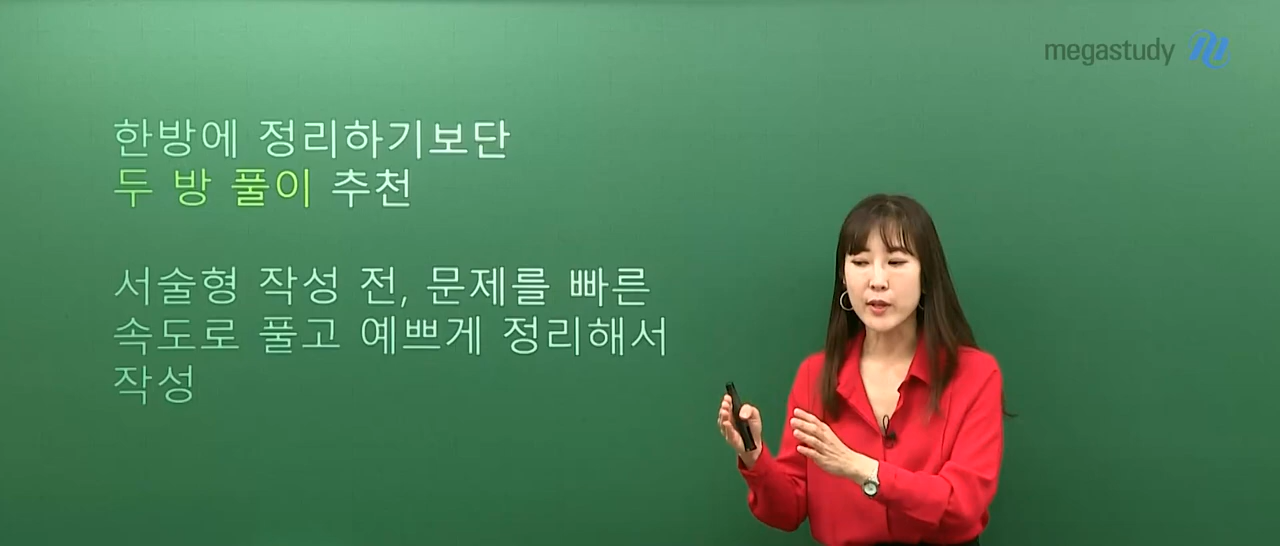 megastudy
한방에 정리하기보단
두 방 풀이 추천
서술형 작성 전, 문제를 빠른
속도로 풀고 예쁘게 정리해서
작성